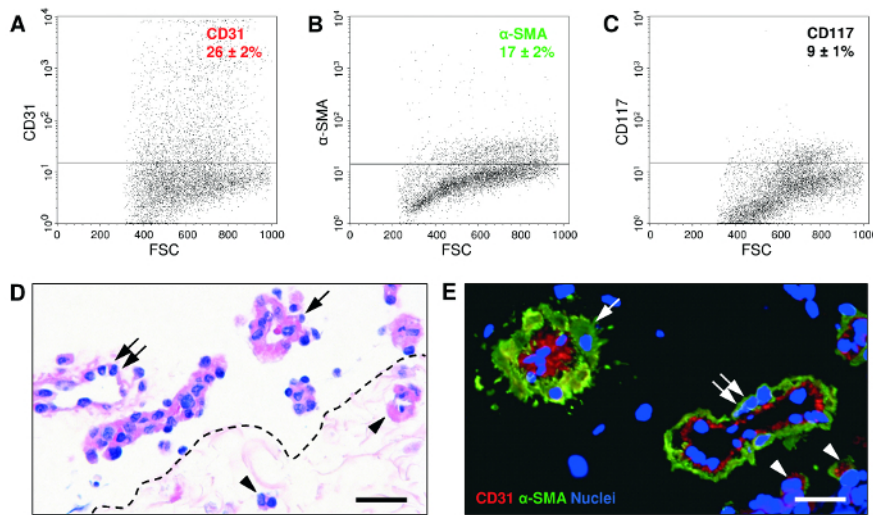 A
CD31
26 ± 2%
CD31
10⁴
10³
10²
10¹
10⁰
0 200 400 600 800 1000
FSC
B
α-SMA
17 ± 2%
α-SMA
10⁴
10³
10²
10¹
10⁰
0 200 400 600 800 1000
FSC
C
CD117
9 ± 1%
CD117
10⁴
10³
10²
10¹
10⁰
0 200 400 600 800 1000
FSC
D
E
CD31 α-SMA Nuclei